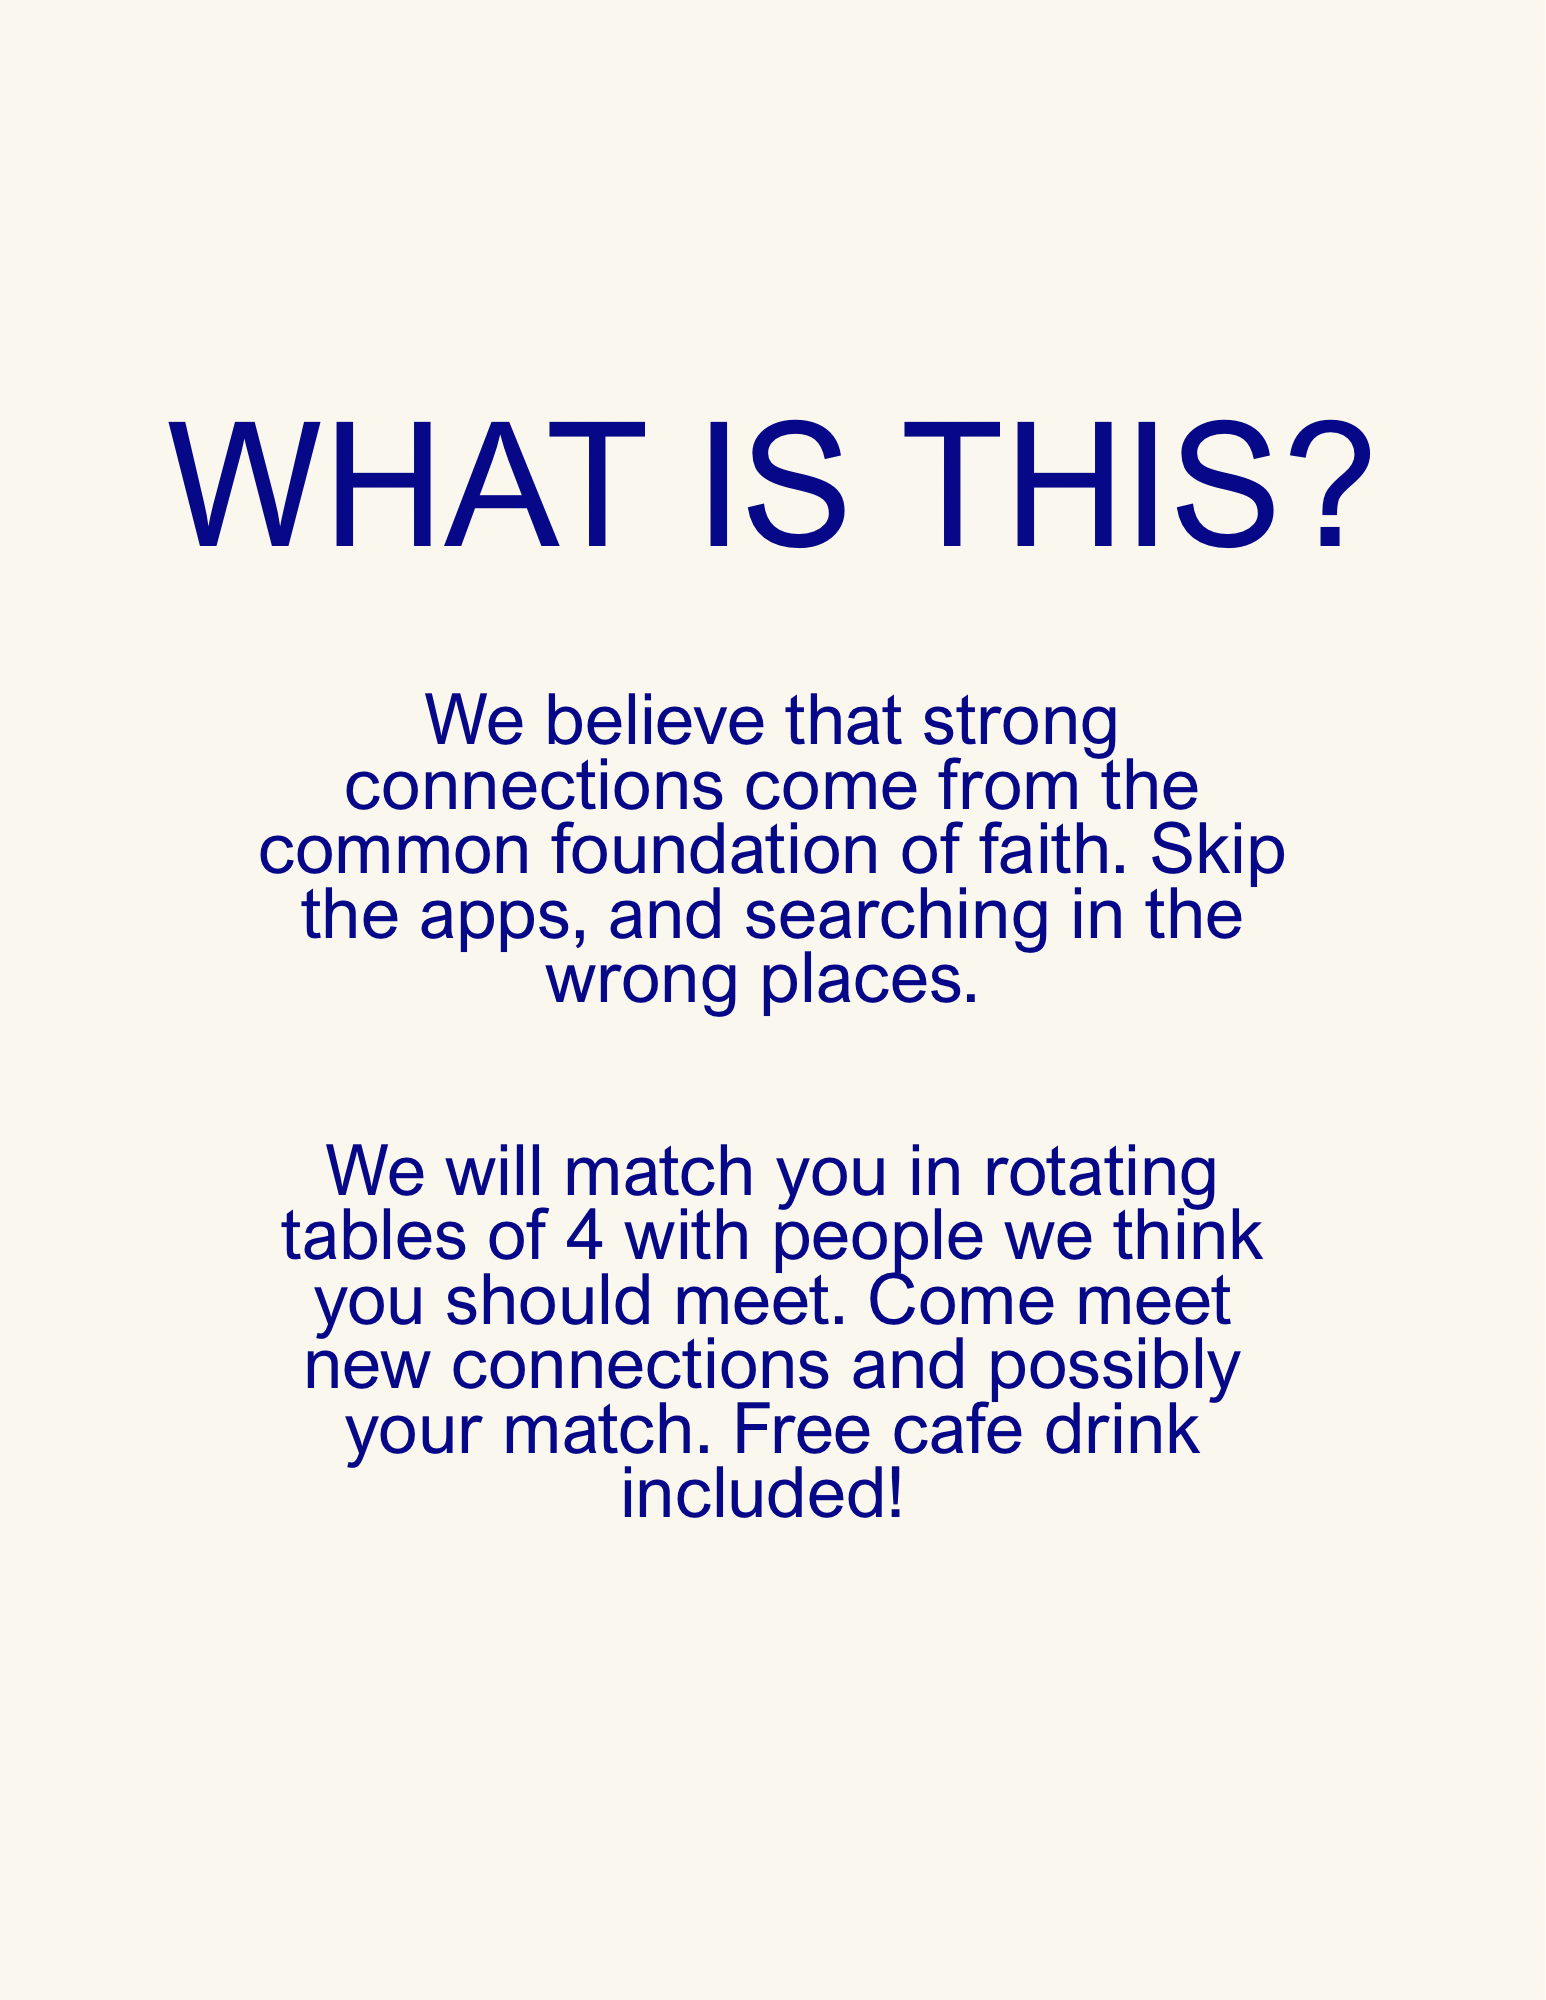 WHAT IS THIS?
We believe that strong
connections come from the
common foundation of faith. Skip
the apps, and searching in the
wrong places.
We will match you in rotating
tables of 4 with people we think
you should meet. Come meet
new connections and possibly
your match. Free cafe drink
included!